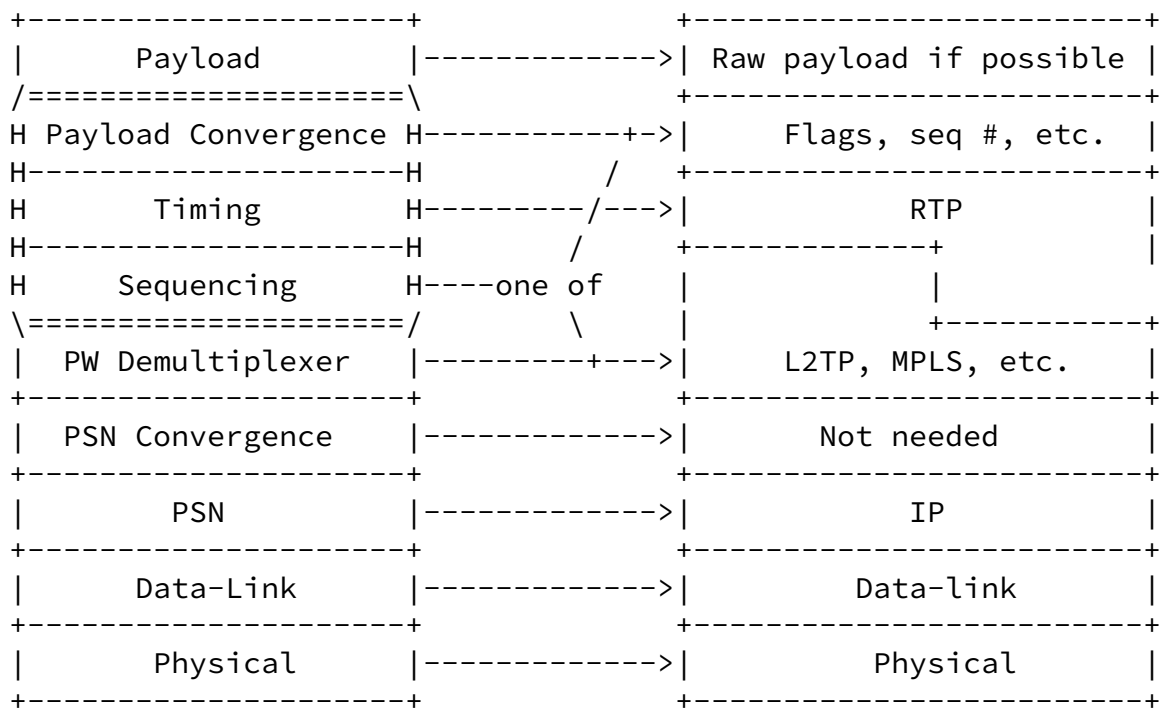 Payload Raw payload if possible
Payload Convergence Flags, seq #, etc.
Timing RTP
Sequencing one of
PW Demultiplexer L2TP, MPLS, etc.
PSN Convergence Not needed
PSN IP
Data-Link Data-link
Physical Physical